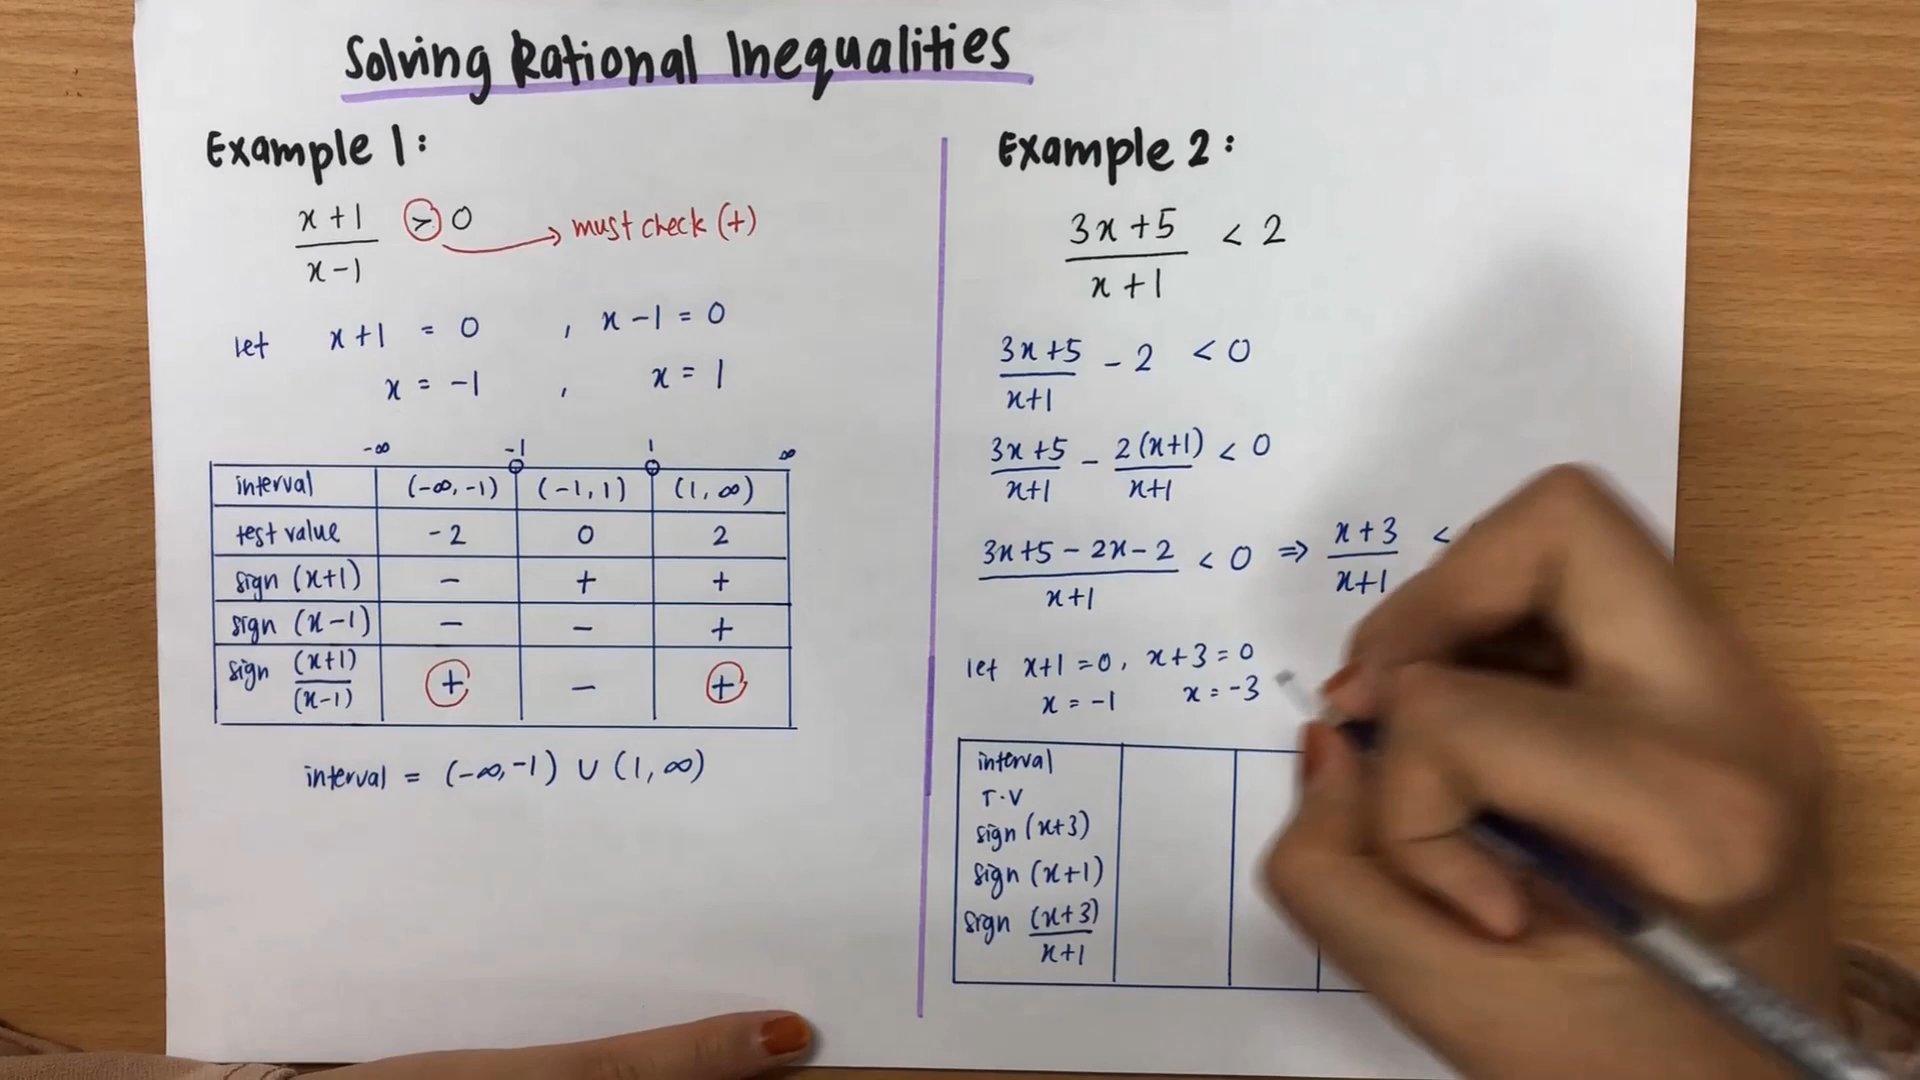 Solving Rational Inequalities
Example 1:
x+1
> 0
must check (+)
x-1
let x+1 = 0 , x-1 = 0
x = -1 , x = 1
-∞ -1 1 ∞
interval (-∞,-1) (-1,1) (1,∞)
test value -2 0 2
sign (x+1) - + +
sign (x-1) - - +
sign (x+1)
(x-1)
+ - +
interval = (-∞,-1) ∪ (1,∞)
Example 2:
3x+5
< 2
x+1
3x+5
- 2 < 0
x+1
3x+5 - 2(x+1) < 0
x+1 x+1
3x+5-2x-2 < 0 ⇒ x+3 <
x+1 x+1
let x+1=0, x+3=0
x = -1 x = -3
interval
T.V
sign (x+3)
sign (x+1)
sign (x+3)
x+1